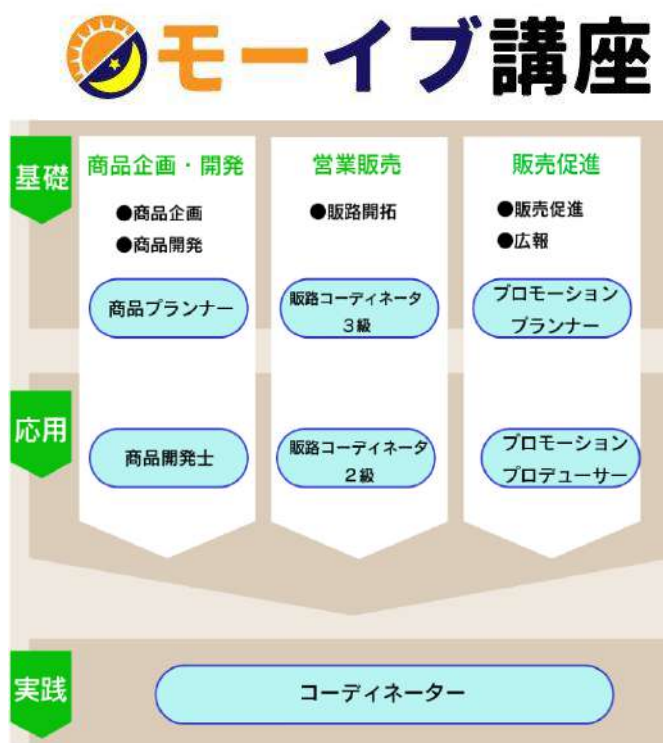 モーイブ講座
基礎
商品企画・開発
●商品企画
●商品開発
商品プランナー
営業販売
●販路開拓
販路コーディネータ
３級
販売促進
●販売促進
●広報
プロモーション
プランナー
応用
商品開発士
販路コーディネータ
２級
プロモーション
プロデューサー
実践
コーディネーター